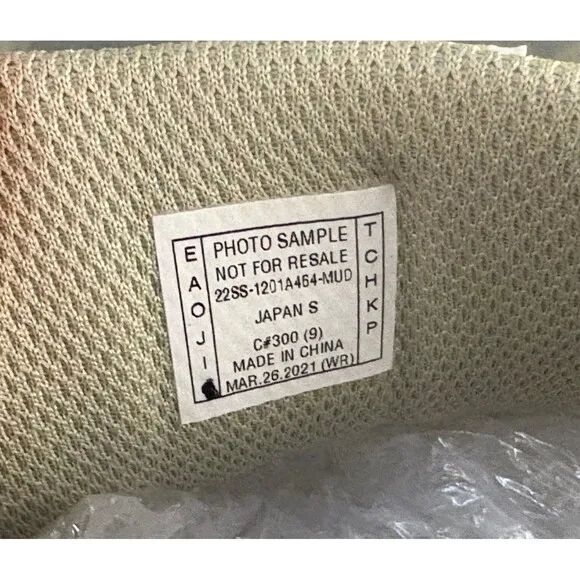 PHOTO SAMPLE
NOT FOR RESALE
22SS-1201A464-MUD
JAPAN S
C#300 (9)
MADE IN CHINA
MAR.26.2021 (WR)
E
A
O
J
I
T
C
H
K
P